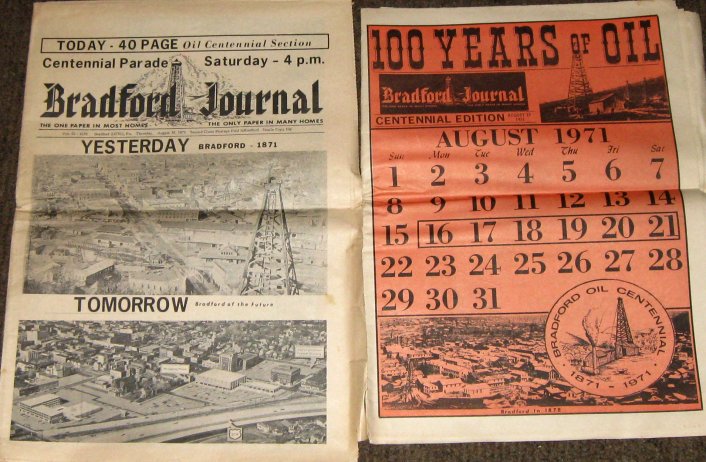 TODAY - 40 PAGE Oil Centennial Section
Centennial Parade Saturday - 4 p.m.
Bradford Journal
THE ONE PAPER IN MOST HOMES · THE ONLY PAPER IN MANY HOMES
YESTERDAY BRADFORD - 1871
TOMORROW Bradford of the Future
100 YEARS OF OIL
Bradford Journal
CENTENNIAL EDITION
AUGUST 1971
Sun Mon Tue Wed Thu Fri Sat
1 2 3 4 5 6 7
8 9 10 11 12 13 14
15 16 17 18 19 20 21
22 23 24 25 26 27 28
29 30 31
BRADFORD OIL CENTENNIAL
· 1871 - 1971 ·
Bradford in 1878